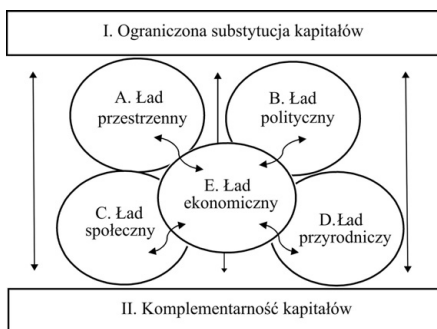 I. Ograniczona substytucja kapitałów
A. Ład
przestrzenny
B. Ład
polityczny
E. Ład
ekonomiczny
C. Ład
społeczny
D.Ład
przyrodniczy
II. Komplementarność kapitałów